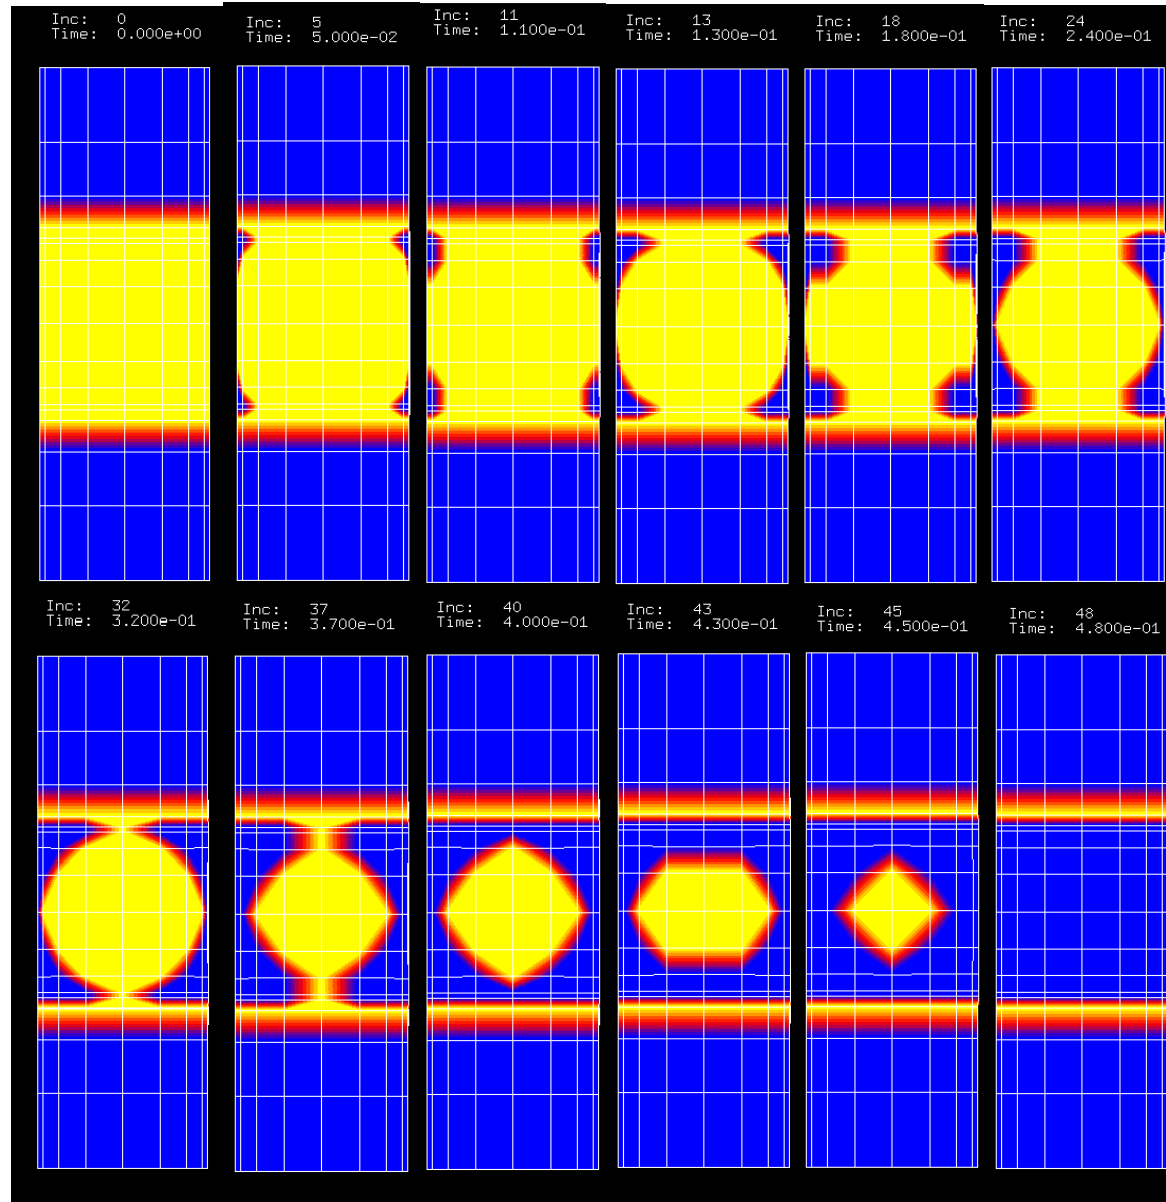 Inc: 0
Time: 0.000e+00
Inc: 5
Time: 5.000e-02
Inc: 11
Time: 1.100e-01
Inc: 13
Time: 1.300e-01
Inc: 18
Time: 1.800e-01
Inc: 24
Time: 2.400e-01
Inc: 32
Time: 3.200e-01
Inc: 37
Time: 3.700e-01
Inc: 40
Time: 4.000e-01
Inc: 43
Time: 4.300e-01
Inc: 45
Time: 4.500e-01
Inc: 48
Time: 4.800e-01